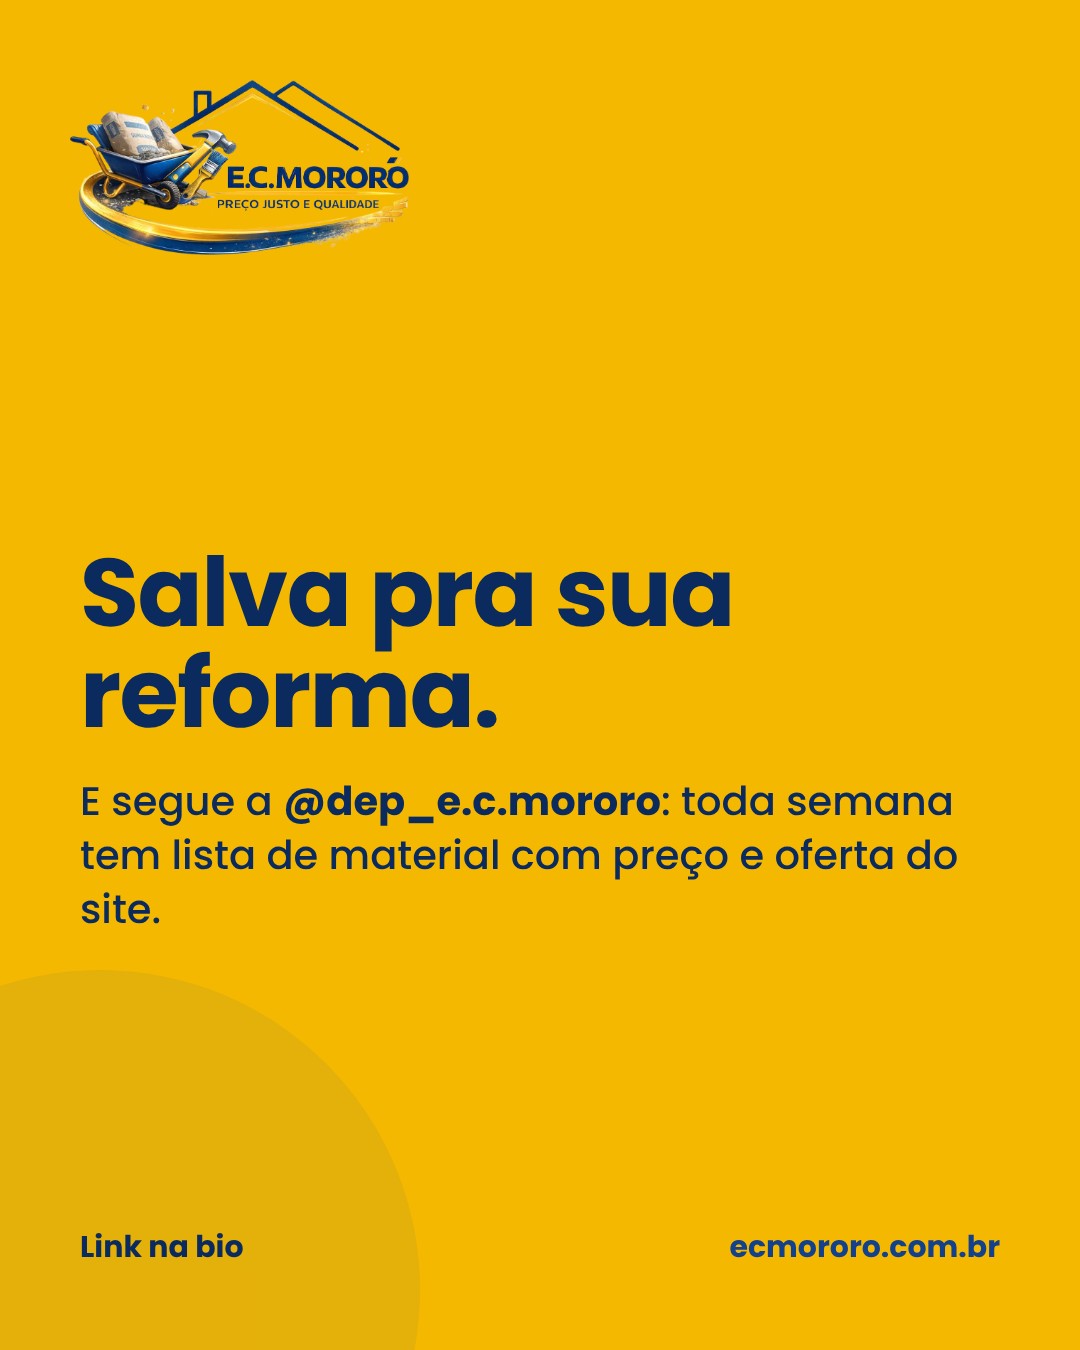 E.C.MORORÓ
PREÇO JUSTO E QUALIDADE
Salva pra sua
reforma.
E segue a @dep_e.c.mororo: toda semana
tem lista de material com preço e oferta do
site.
Link na bio
ecmororo.com.br